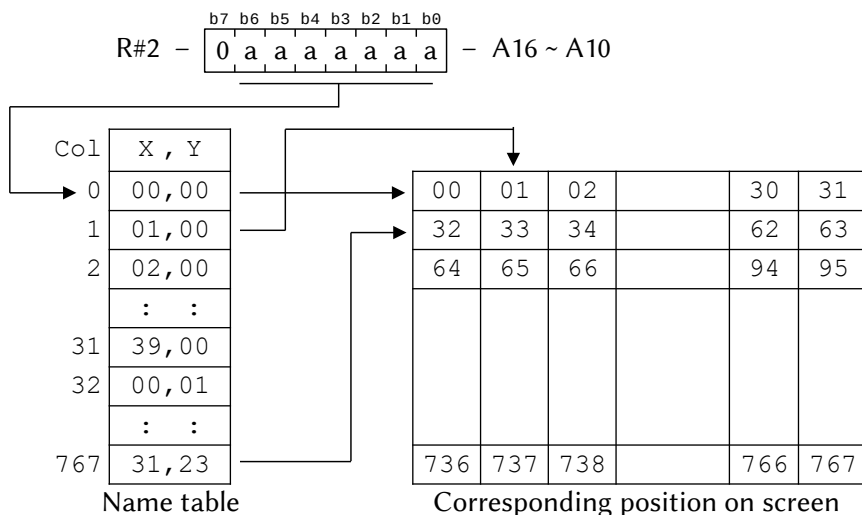 b7 b6 b5 b4 b3 b2 b1 b0
R#2 – 0 a a a a a a a – A16 ~ A10
Col X , Y
0 00,00 00 01 02 30 31
1 01,00 32 33 34 62 63
2 02,00 64 65 66 94 95
: :
31 39,00
32 00,01
: :
767 31,23 736 737 738 766 767
Name table Corresponding position on screen